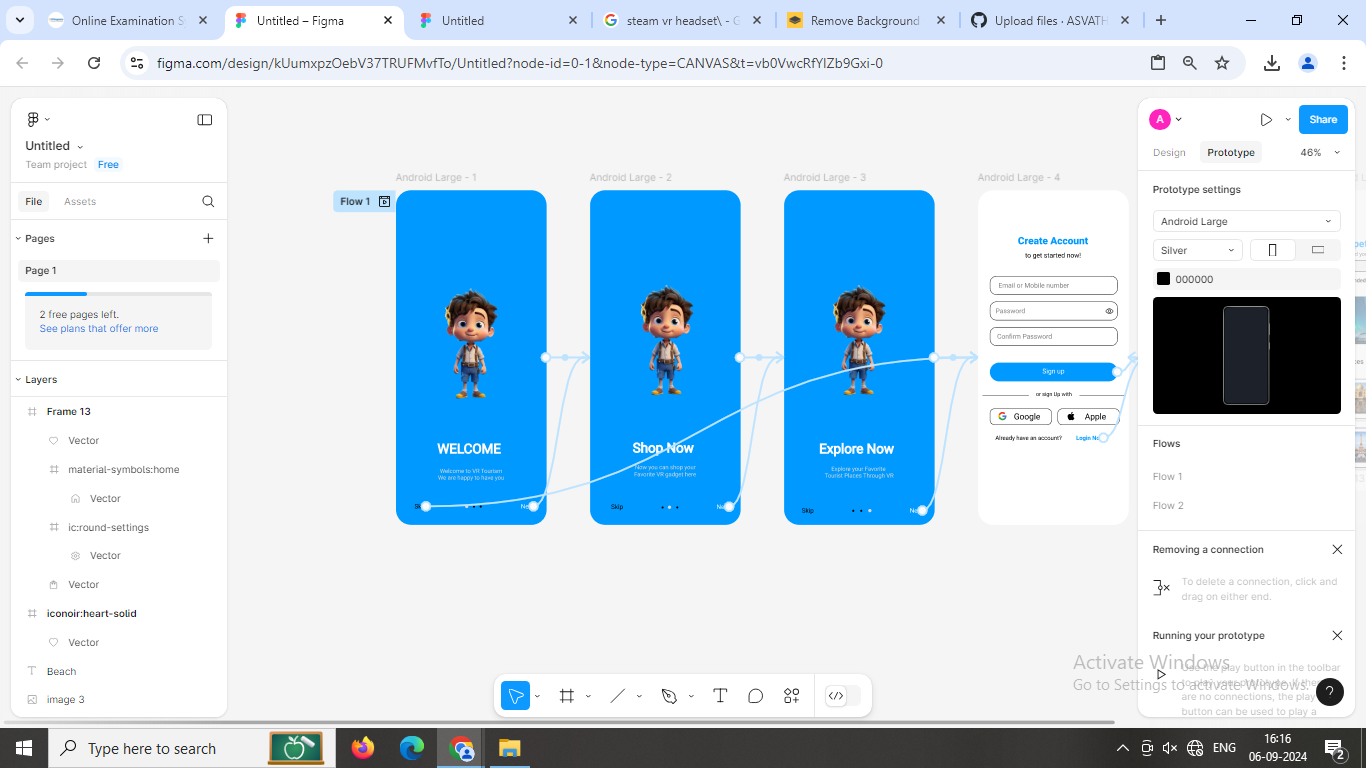 Online Examination S
Untitled – Figma
Untitled
steam vr headset\ - G
Remove Background
Upload files · ASVATH
figma.com/design/kUumxpzOebV37TRUFMvfTo/Untitled?node-id=0-1&node-type=CANVAS&t=vb0VwcRfYlZb9Gxi-0
Untitled
Team project Free
File Assets
Pages
Page 1
2 free pages left.
See plans that offer more
Layers
Frame 13
Vector
material-symbols:home
Vector
ic:round-settings
Vector
Vector
iconoir:heart-solid
Vector
Beach
image 3
Flow 1
Android Large - 1
WELCOME
Welcome to VR Tourism
We are happy to have you
Android Large - 2
Shop Now
Now you can shop your
Favorite VR gadget here
Skip
Android Large - 3
Explore Now
Explore your Favorite
Tourist Places Through VR
Skip
Android Large - 4
Create Account
to get started now!
Email or Mobile number
Password
Confirm Password
Sign up
or sign Up with
Google Apple
Already have an account? Login
A
Share
Design Prototype 46%
Prototype settings
Android Large
Silver
000000
Flows
Flow 1
Flow 2
Removing a connection
To delete a connection, click and
drag on either end.
Running your prototype
Use the play button in the toolbar
to play your prototype. If there
are no connections, the play
button can be used to play a
Activate Windows
Go to Settings to activate Windows.
?
Type here to search
ENG
16:16
06-09-2024
2